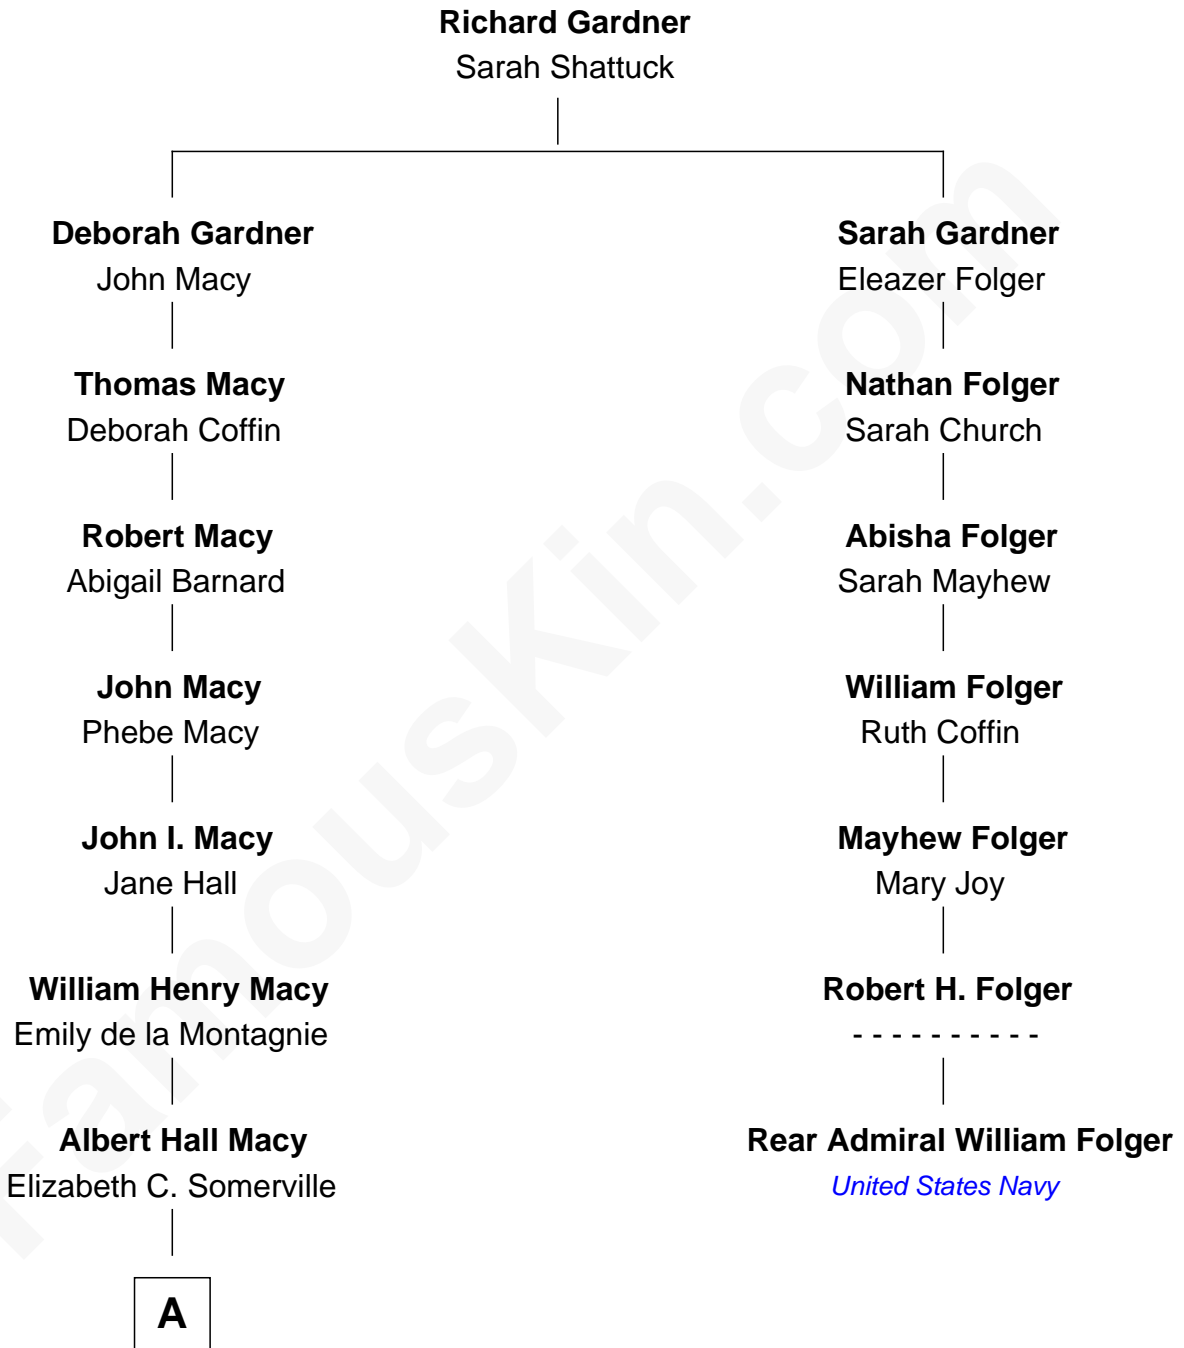 Richard Gardner
Sarah Shattuck
Deborah Gardner
John Macy
Sarah Gardner
Eleazer Folger
Thomas Macy
Deborah Coffin
Nathan Folger
Sarah Church
Robert Macy
Abigail Barnard
Abisha Folger
Sarah Mayhew
John Macy
Phebe Macy
William Folger
Ruth Coffin
John I. Macy
Jane Hall
Mayhew Folger
Mary Joy
William Henry Macy
Emily de la Montagnie
Robert H. Folger
- - - - - - - - - -
Albert Hall Macy
Elizabeth C. Somerville
Rear Admiral William Folger
United States Navy
A
FamousKin.com